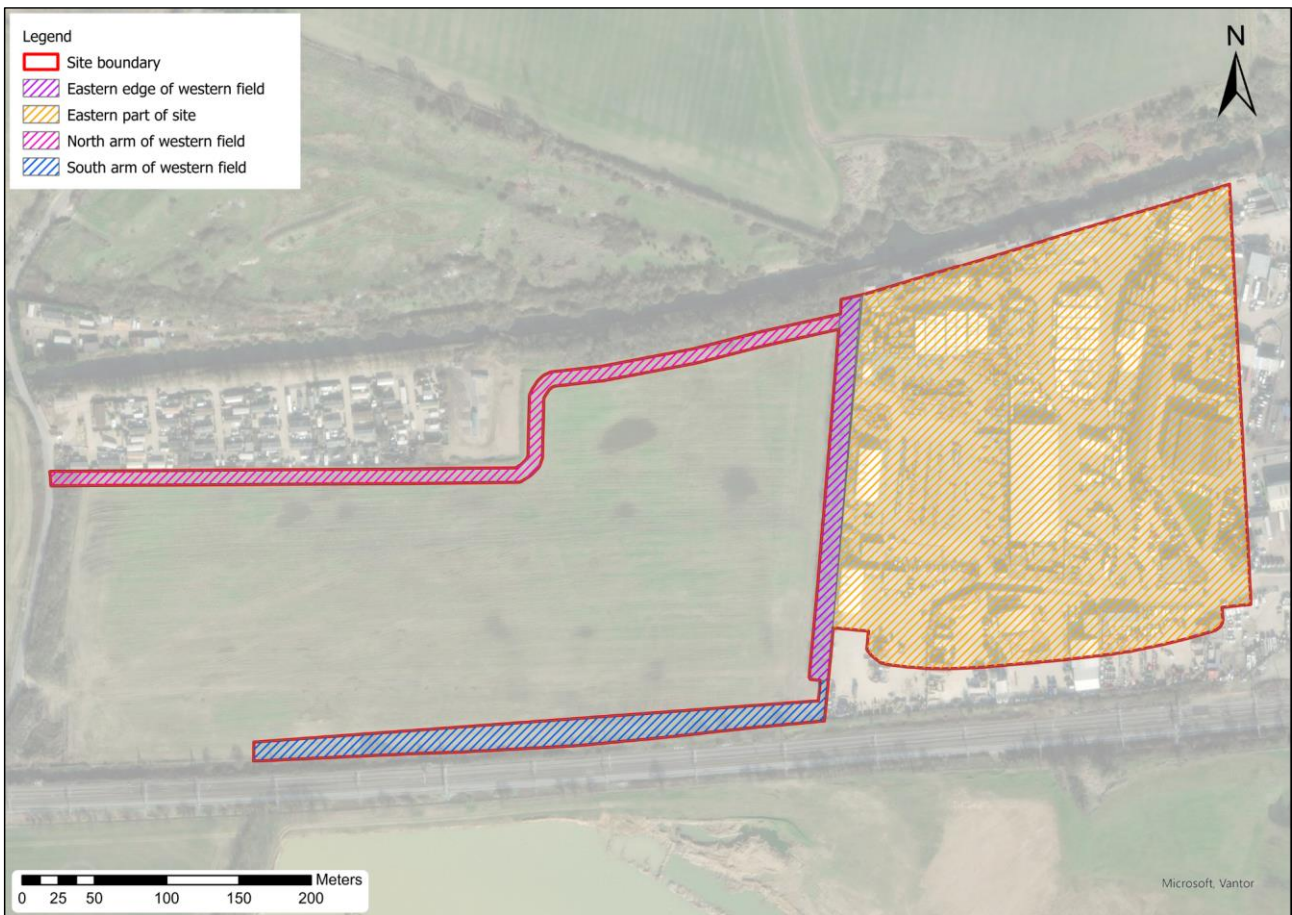 Legend
Site boundary
Eastern edge of western field
Eastern part of site
North arm of western field
South arm of western field
N
Meters
0 25 50 100 150 200
Microsoft, Vantor